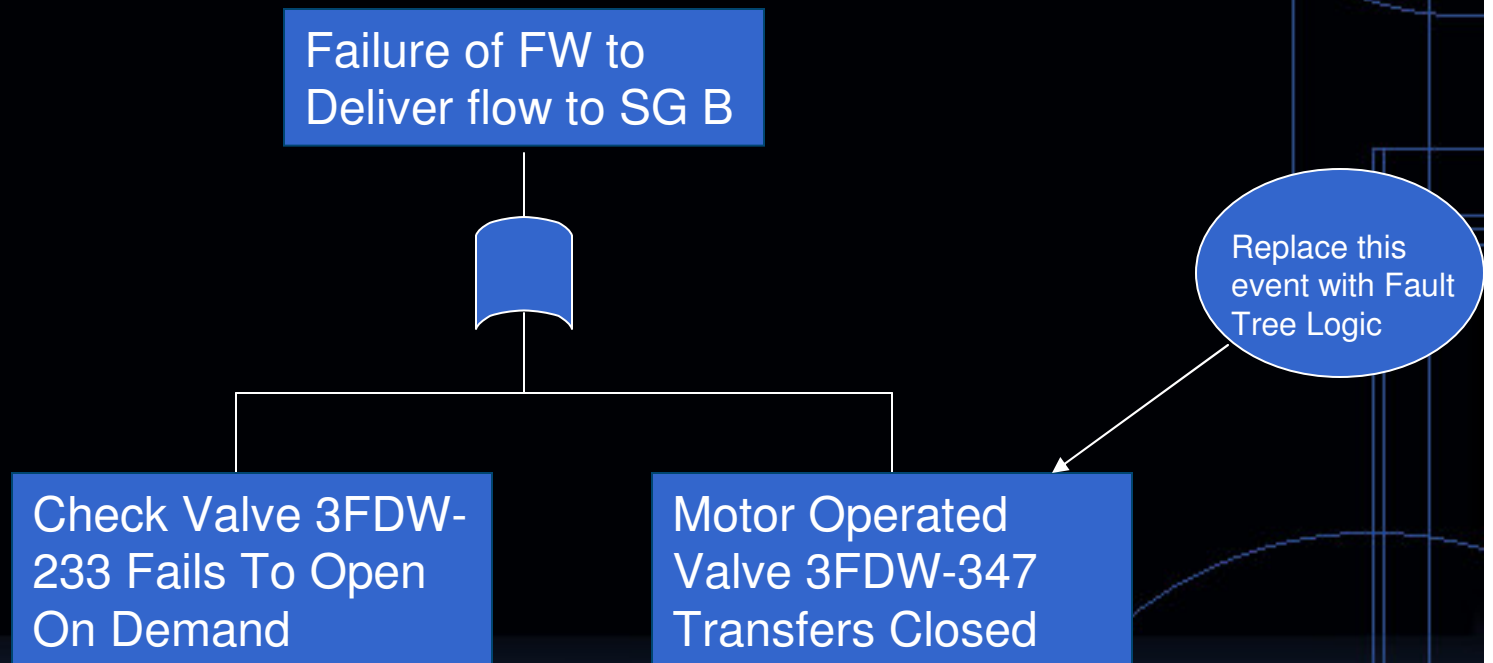 Failure of FW to
Deliver flow to SG B
Replace this
event with Fault
Tree Logic
Check Valve 3FDW-
233 Fails To Open
On Demand
Motor Operated
Valve 3FDW-347
Transfers Closed